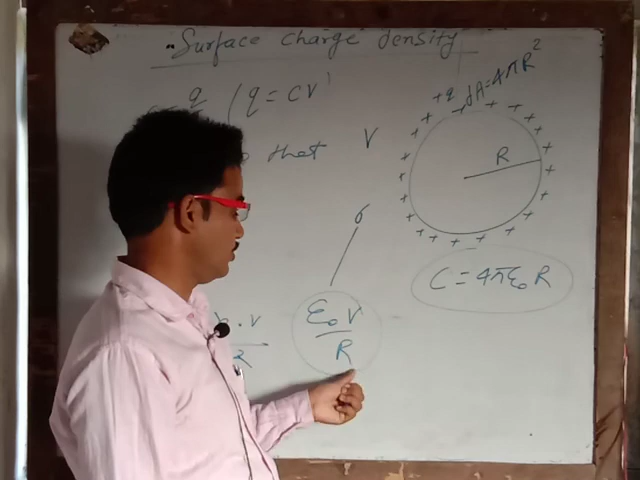 Surface charge density
q (q = CV)
that V
+q dA=4πR²
R
σ
C = 4πε₀R
. V
ε₀V
R